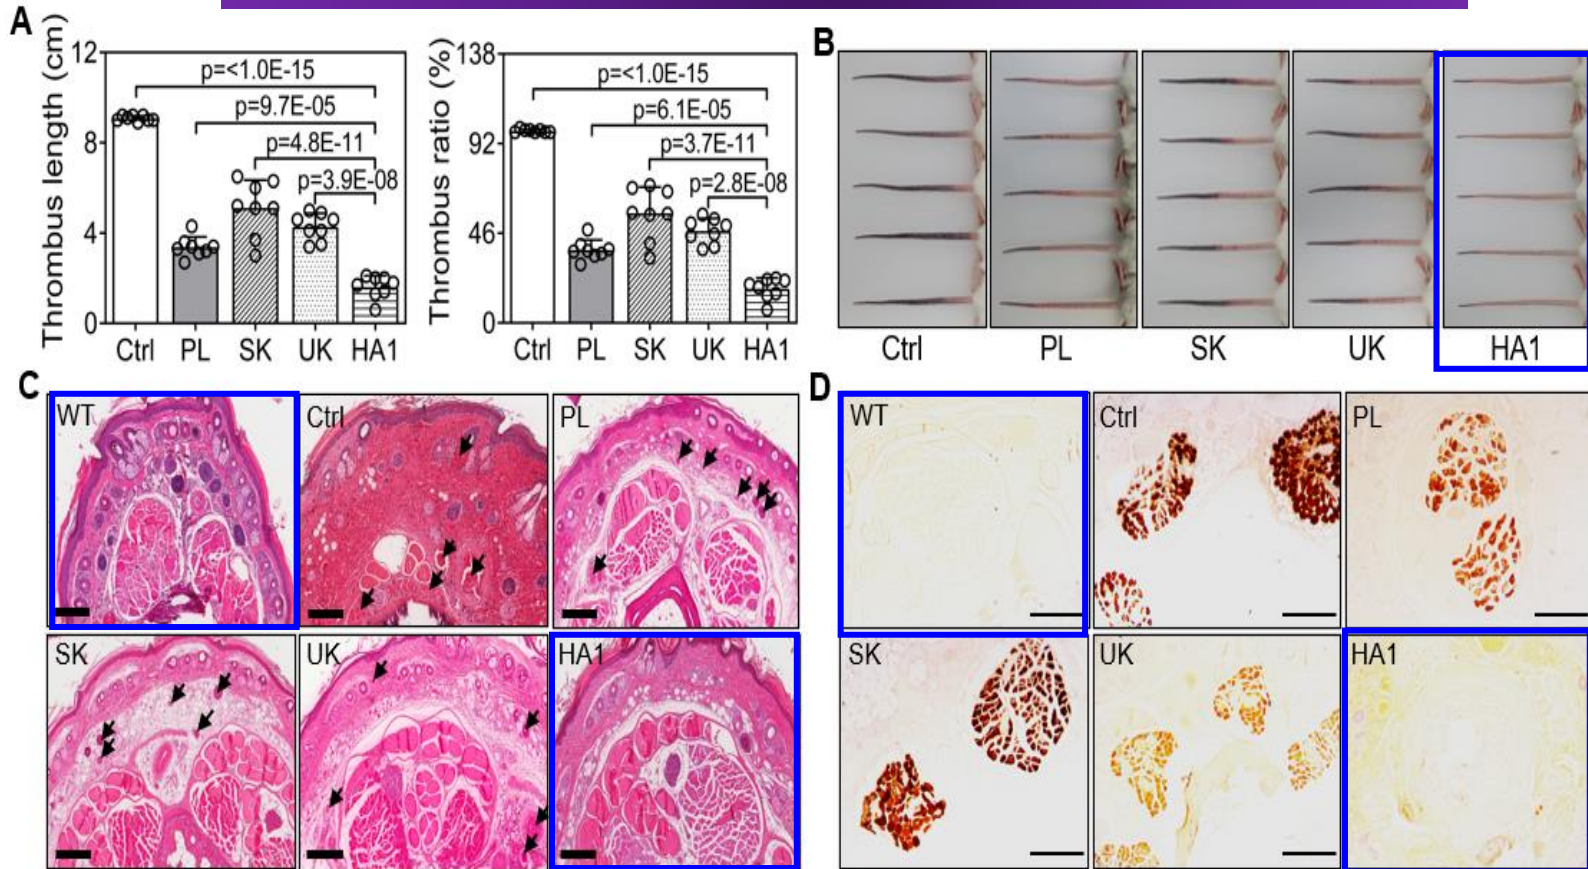 A
Thrombus length (cm)
12
8
4
0
p=<1.0E-15
p=9.7E-05
p=4.8E-11
p=3.9E-08
Ctrl PL SK UK HA1
Thrombus ratio (%)
138
92
46
0
p=<1.0E-15
p=6.1E-05
p=3.7E-11
p=2.8E-08
Ctrl PL SK UK HA1
B
Ctrl PL SK UK HA1
C
WT Ctrl PL
SK UK HA1
D
WT Ctrl PL
SK UK HA1